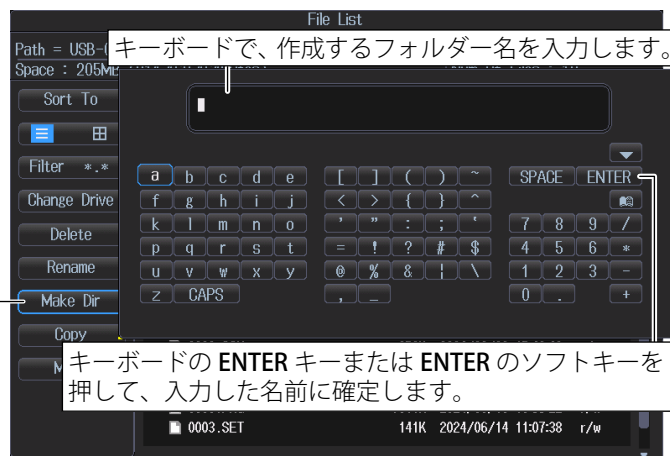 File List
Path = USB-
キーボードで、作成するフォルダー名を入力します。
Space : 205MB
Sort To
Filter *.*
Change Drive
Delete
Rename
Make Dir
Copy
a b c d e [ ] ( ) ~ SPACE ENTER
f g h i j < > { } ^
k l m n o ' " : ; ` 7 8 9 /
p q r s t = ! ? # $ 4 5 6 *
u v w x y @ % & ¦ \ 1 2 3 -
z CAPS , _ 0 . +
キーボードの ENTER キーまたは ENTER のソフトキーを
押して、入力した名前に確定します。
0003.SET 141K 2024/06/14 11:07:38 r/w